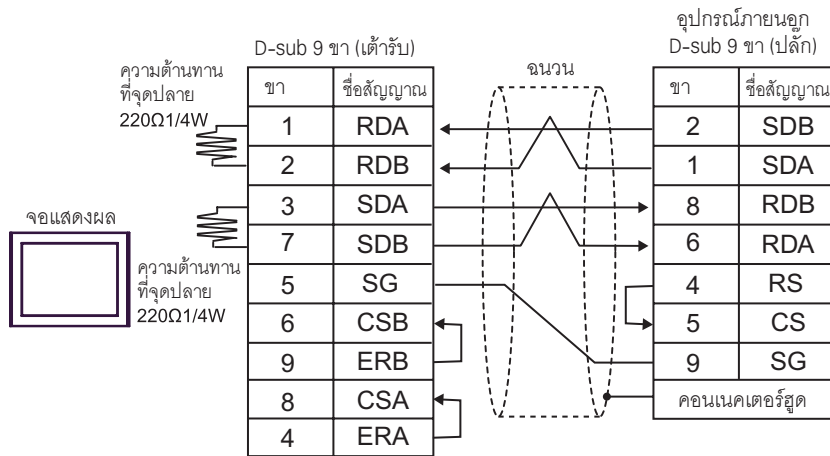 อุปกรณ์ภายนอก
D-sub 9 ขา (เต้ารับ)
D-sub 9 ขา (ปลั๊ก)
ความต้านทาน
ที่จุดปลาย
220Ω1/4W
ฉนวน
ขา ชื่อสัญญาณ
1 RDA
2 RDB
3 SDA
7 SDB
5 SG
6 CSB
9 ERB
8 CSA
4 ERA
ขา ชื่อสัญญาณ
2 SDB
1 SDA
8 RDB
6 RDA
4 RS
5 CS
9 SG
คอนเนคเตอร์ฮูด
จอแสดงผล
ความต้านทาน
ที่จุดปลาย
220Ω1/4W